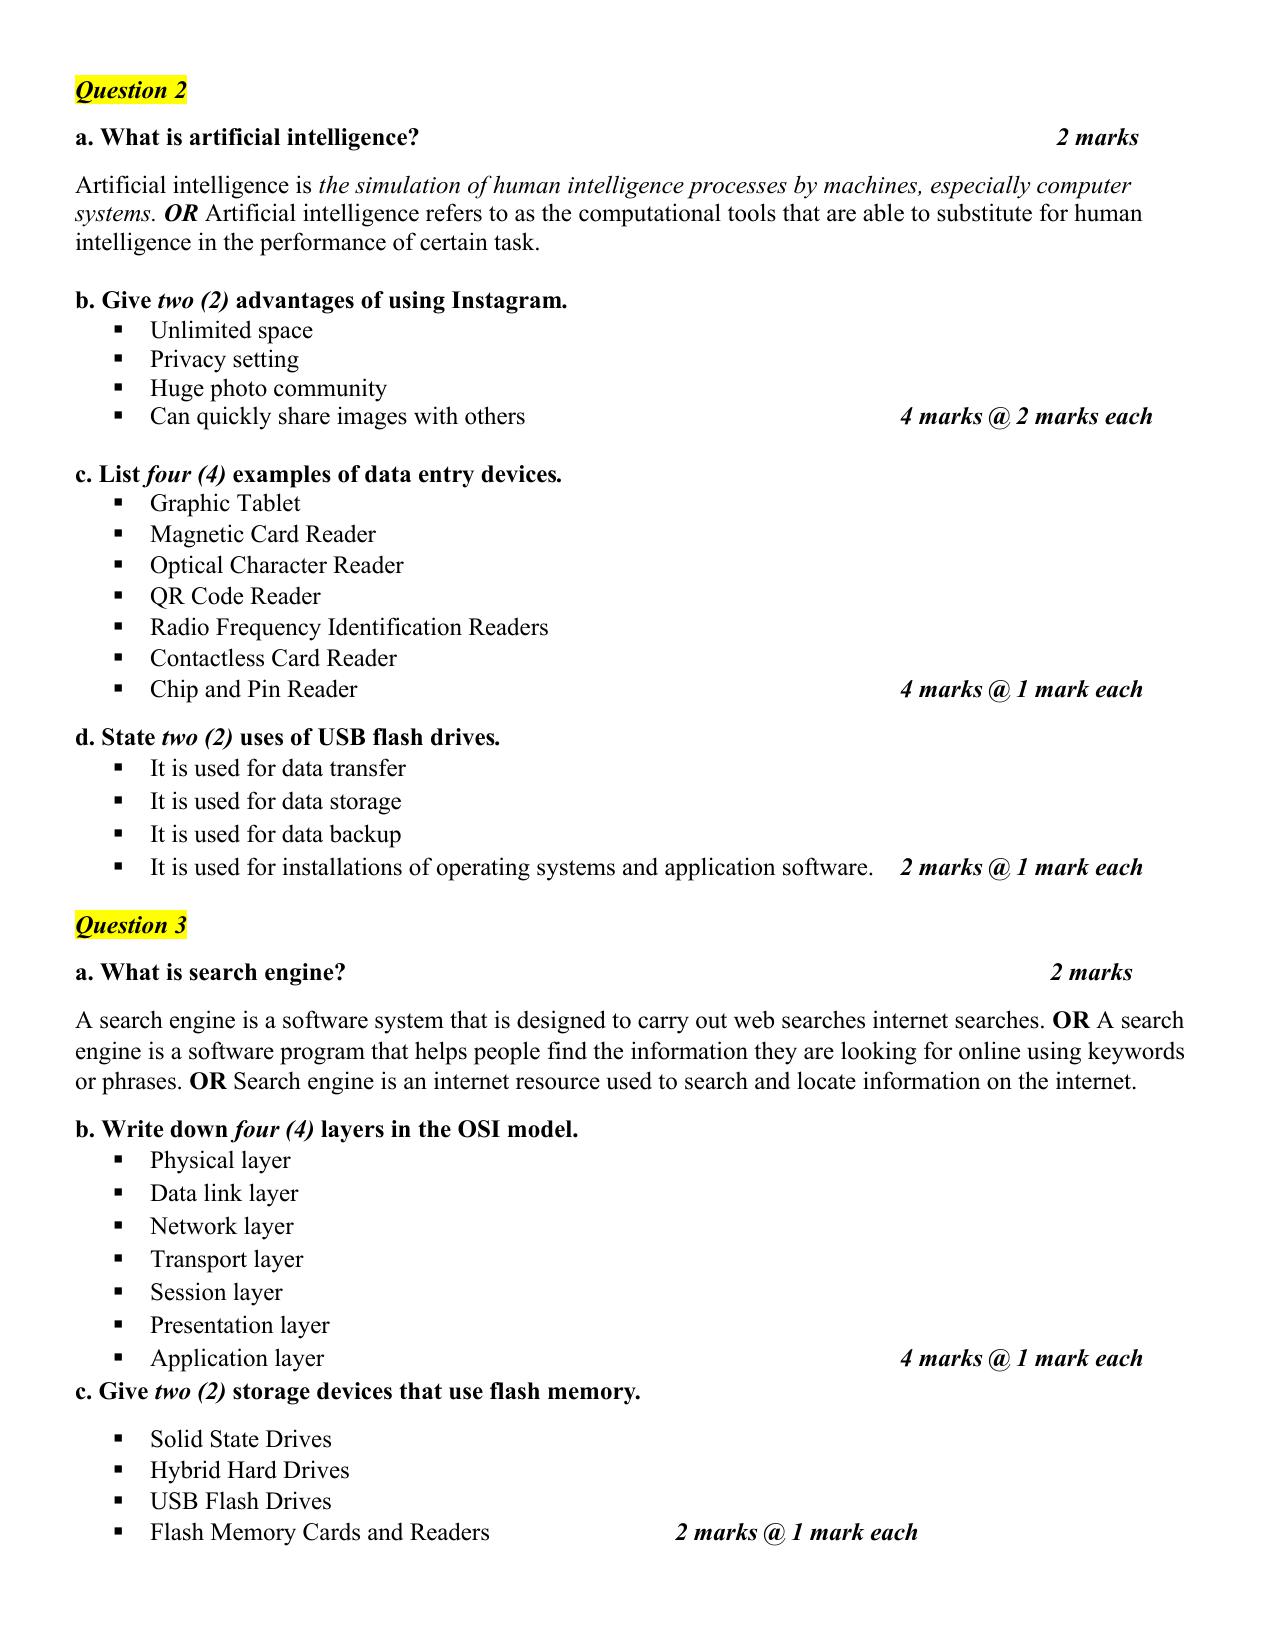 Question 2
a. What is artificial intelligence? 2 marks
Artificial intelligence is the simulation of human intelligence processes by machines, especially computer
systems. OR Artificial intelligence refers to as the computational tools that are able to substitute for human
intelligence in the performance of certain task.
b. Give two (2) advantages of using Instagram.
▪ Unlimited space
▪ Privacy setting
▪ Huge photo community
▪ Can quickly share images with others 4 marks @ 2 marks each
c. List four (4) examples of data entry devices.
▪ Graphic Tablet
▪ Magnetic Card Reader
▪ Optical Character Reader
▪ QR Code Reader
▪ Radio Frequency Identification Readers
▪ Contactless Card Reader
▪ Chip and Pin Reader 4 marks @ 1 mark each
d. State two (2) uses of USB flash drives.
▪ It is used for data transfer
▪ It is used for data storage
▪ It is used for data backup
▪ It is used for installations of operating systems and application software. 2 marks @ 1 mark each
Question 3
a. What is search engine? 2 marks
A search engine is a software system that is designed to carry out web searches internet searches. OR A search
engine is a software program that helps people find the information they are looking for online using keywords
or phrases. OR Search engine is an internet resource used to search and locate information on the internet.
b. Write down four (4) layers in the OSI model.
▪ Physical layer
▪ Data link layer
▪ Network layer
▪ Transport layer
▪ Session layer
▪ Presentation layer
▪ Application layer 4 marks @ 1 mark each
c. Give two (2) storage devices that use flash memory.
▪ Solid State Drives
▪ Hybrid Hard Drives
▪ USB Flash Drives
▪ Flash Memory Cards and Readers 2 marks @ 1 mark each